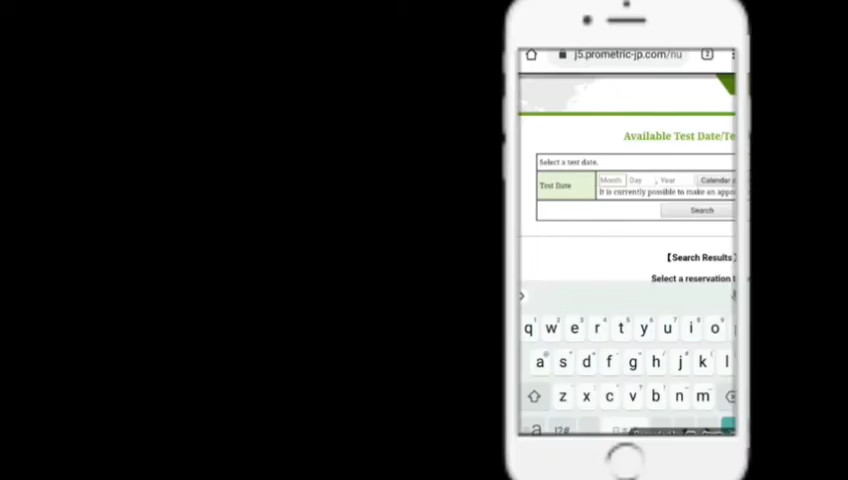 j5.prometric-jp.com/nu
Available Test Date/Te
Select a test date.
Test Date
Month Day , Year Calendar
It is currently possible to make an appo
Search
【Search Results】
Select a reservation t
q w e r t y u i o
a s d f g h j k l
z x c v b n m
a !?#